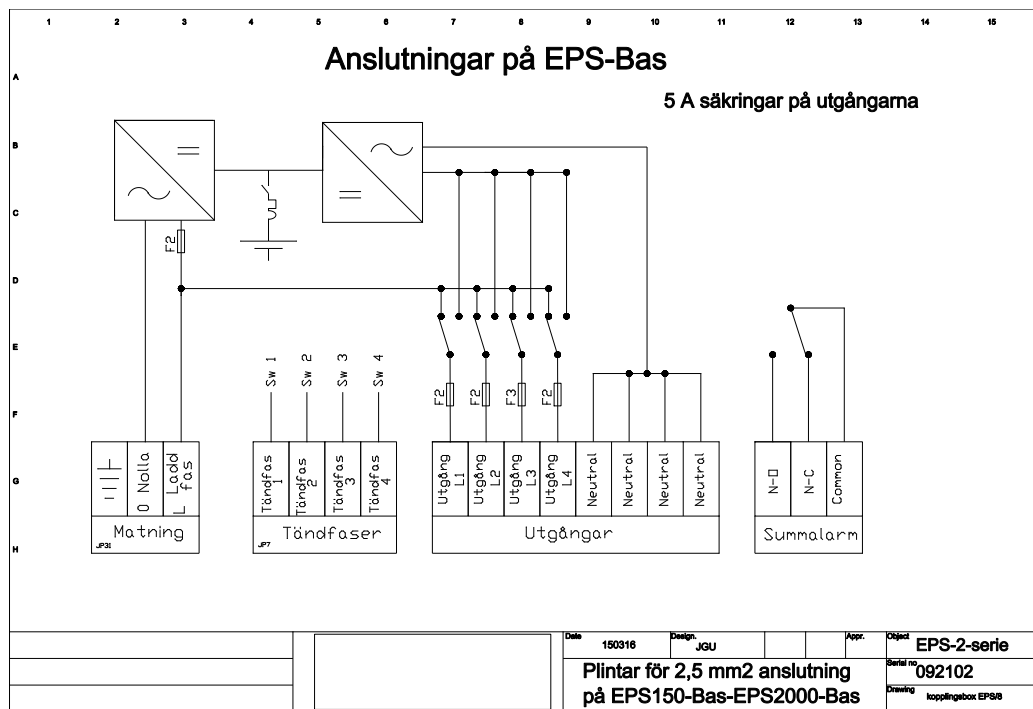 1 2 3 4 5 6 7 8 9 10 11 12 13 14 15
Anslutningar på EPS-Bas
A
5 A säkringar på utgångarna
B
C
F2
D
E
Sw 1
Sw 2
Sw 3
Sw 4
F2
F2
F3
F2
F
G
0 Nolla
L Ladd fas
Matning
JP31
Tändfas 1
Tändfas 2
Tändfas 3
Tändfas 4
Tändfaser
JP7
Utgång L1
Utgång L2
Utgång L3
Utgång L4
Neutral
Neutral
Neutral
Neutral
Utgångar
N-O
N-C
Common
Summalarm
H
Date 150316
Design. JGU
Appr.
Object EPS-2-serie
Plintar för 2,5 mm2 anslutning
på EPS150-Bas-EPS2000-Bas
Serial no 092102
Drawing kopplingsbox EPS/8